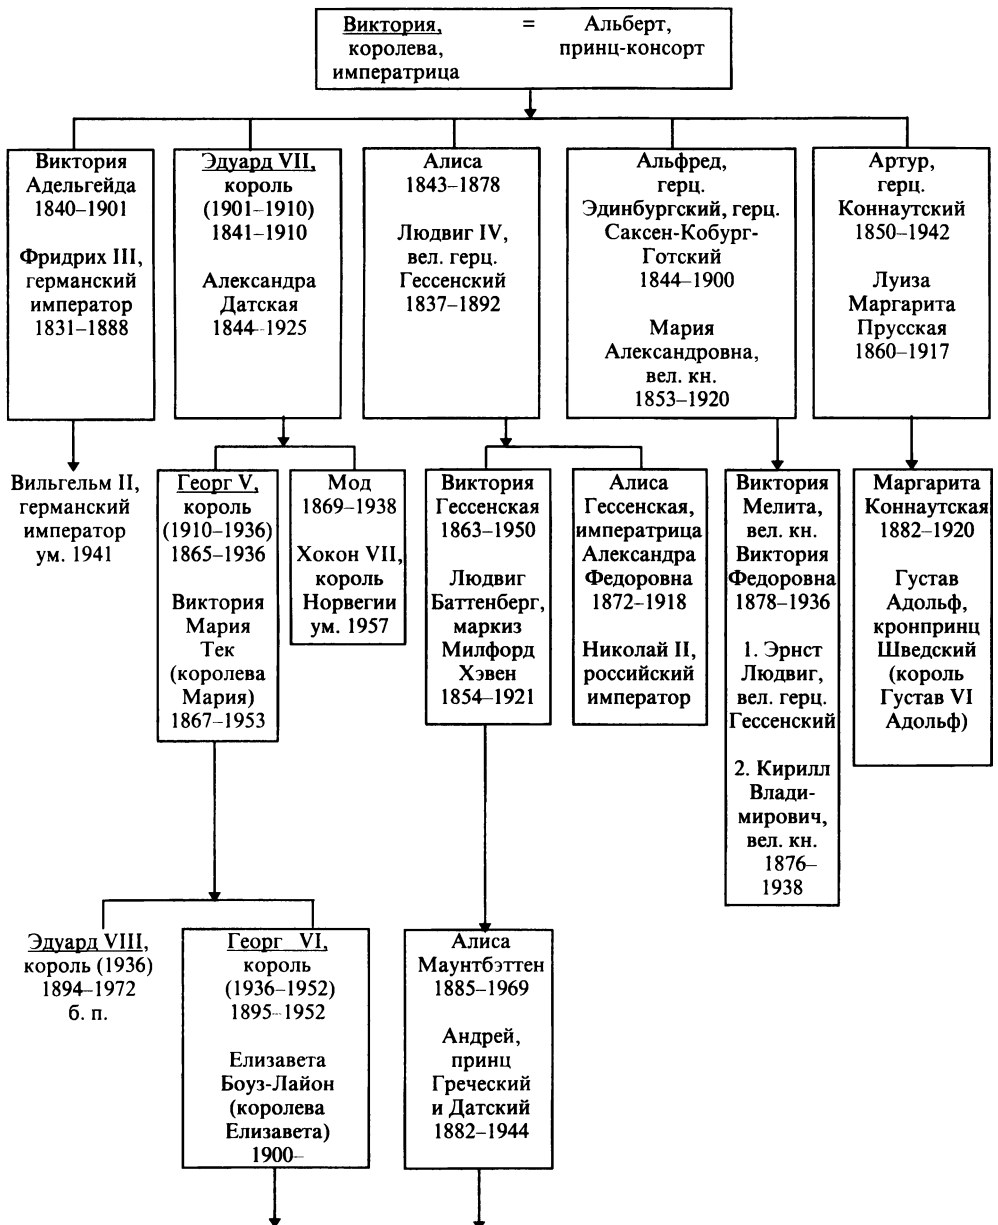 Виктория, = Альберт,
королева, принц-консорт
императрица
Виктория
Адельгейда
1840–1901
Фридрих III,
германский
император
1831–1888
Эдуард VII,
король
(1901–1910)
1841–1910
Александра
Датская
1844–1925
Алиса
1843–1878
Людвиг IV,
вел. герц.
Гессенский
1837–1892
Альфред,
герц.
Эдинбургский, герц.
Саксен-Кобург-
Готский
1844–1900
Мария
Александровна,
вел. кн.
1853–1920
Артур,
герц.
Коннаутский
1850–1942
Луиза
Маргарита
Прусская
1860–1917
Вильгельм II,
германский
император
ум. 1941
Георг V,
король
(1910–1936)
1865–1936
Виктория
Мария
Тек
(королева
Мария)
1867–1953
Мод
1869–1938
Хокон VII,
король
Норвегии
ум. 1957
Виктория
Гессенская
1863–1950
Людвиг
Баттенберг,
маркиз
Милфорд
Хэвен
1854–1921
Алиса
Гессенская,
императрица
Александра
Федоровна
1872–1918
Николай II,
российский
император
Виктория
Мелита,
вел. кн.
Виктория
Федоровна
1878–1936
1. Эрнст
Людвиг,
вел. герц.
Гессенский
2. Кирилл
Влади-
мирович,
вел. кн.
1876–
1938
Маргарита
Коннаутская
1882–1920
Густав
Адольф,
кронпринц
Шведский
(король
Густав VI
Адольф)
Эдуард VIII,
король (1936)
1894–1972
б. п.
Георг VI,
король
(1936–1952)
1895–1952
Елизавета
Боуз-Лайон
(королева
Елизавета)
1900–
Алиса
Маунтбэттен
1885–1969
Андрей,
принц
Греческий
и Датский
1882–1944